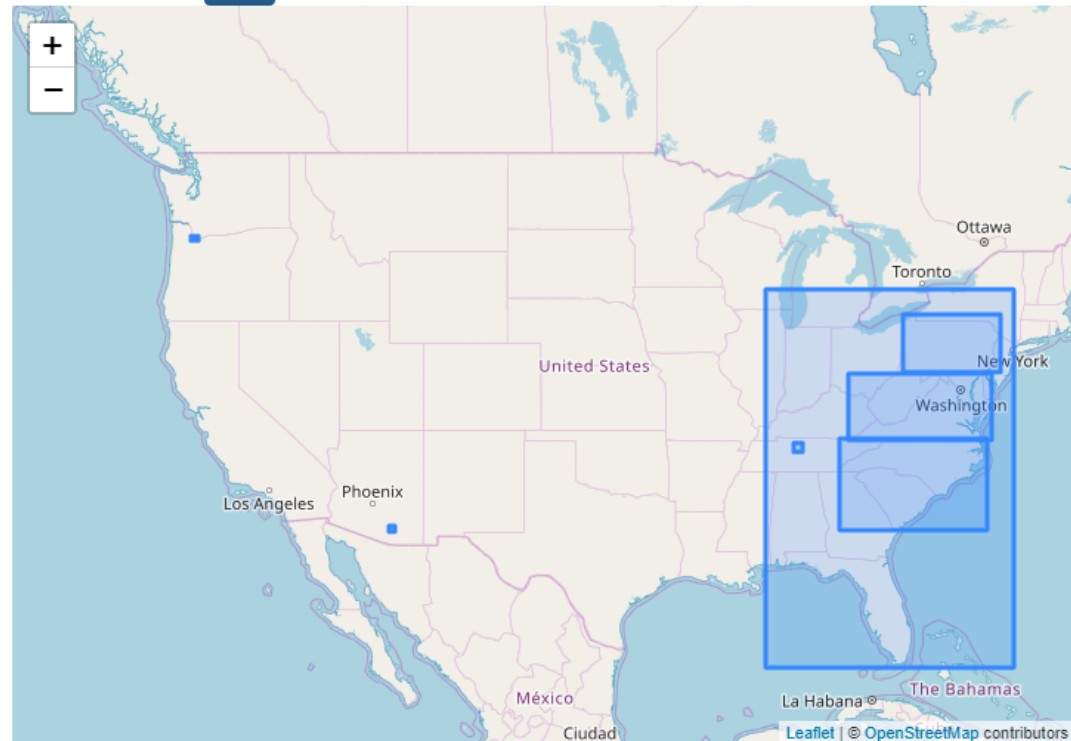 +
−
Ottawa
Toronto
New York
United States
Washington
Los Angeles
Phoenix
México
La Habana
The Bahamas
Ciudad
Leaflet | © OpenStreetMap contributors